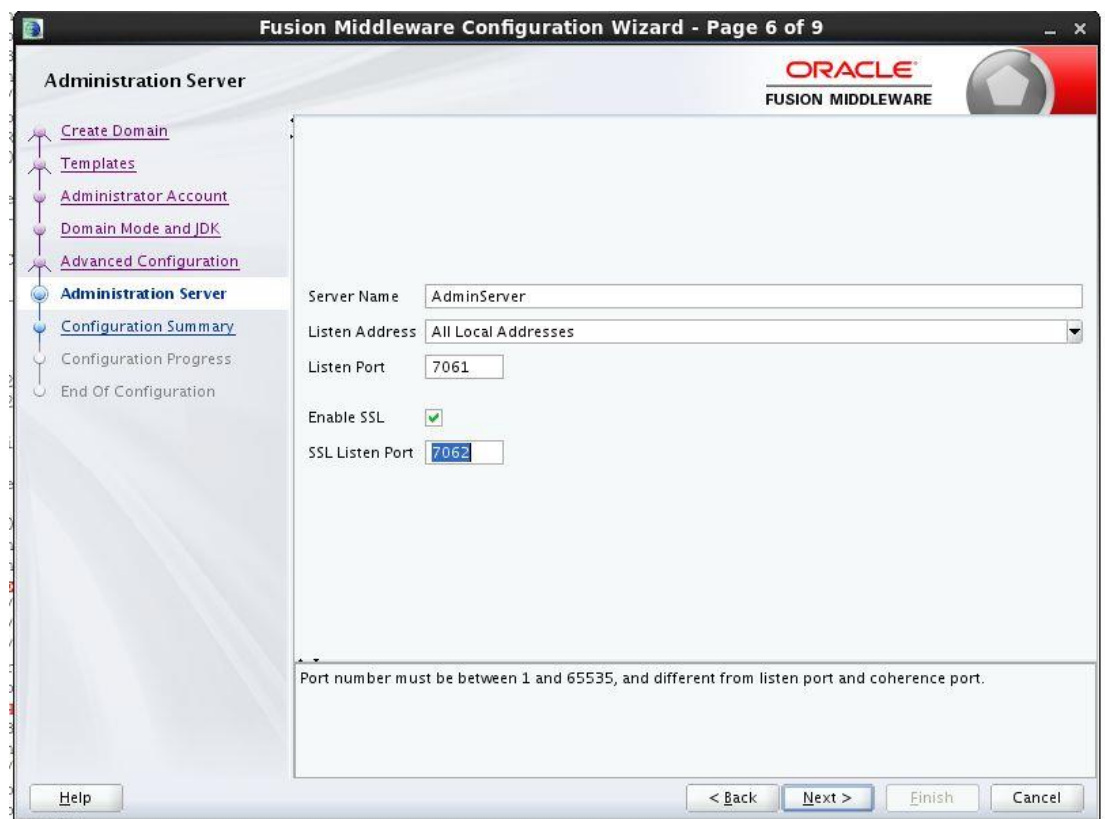 Fusion Middleware Configuration Wizard - Page 6 of 9
Administration Server
ORACLE
FUSION MIDDLEWARE
Create Domain
Templates
Administrator Account
Domain Mode and JDK
Advanced Configuration
Administration Server
Configuration Summary
Configuration Progress
End Of Configuration
Server Name AdminServer
Listen Address All Local Addresses
Listen Port 7061
Enable SSL
SSL Listen Port 7062
Port number must be between 1 and 65535, and different from listen port and coherence port.
Help < Back Next > Finish Cancel